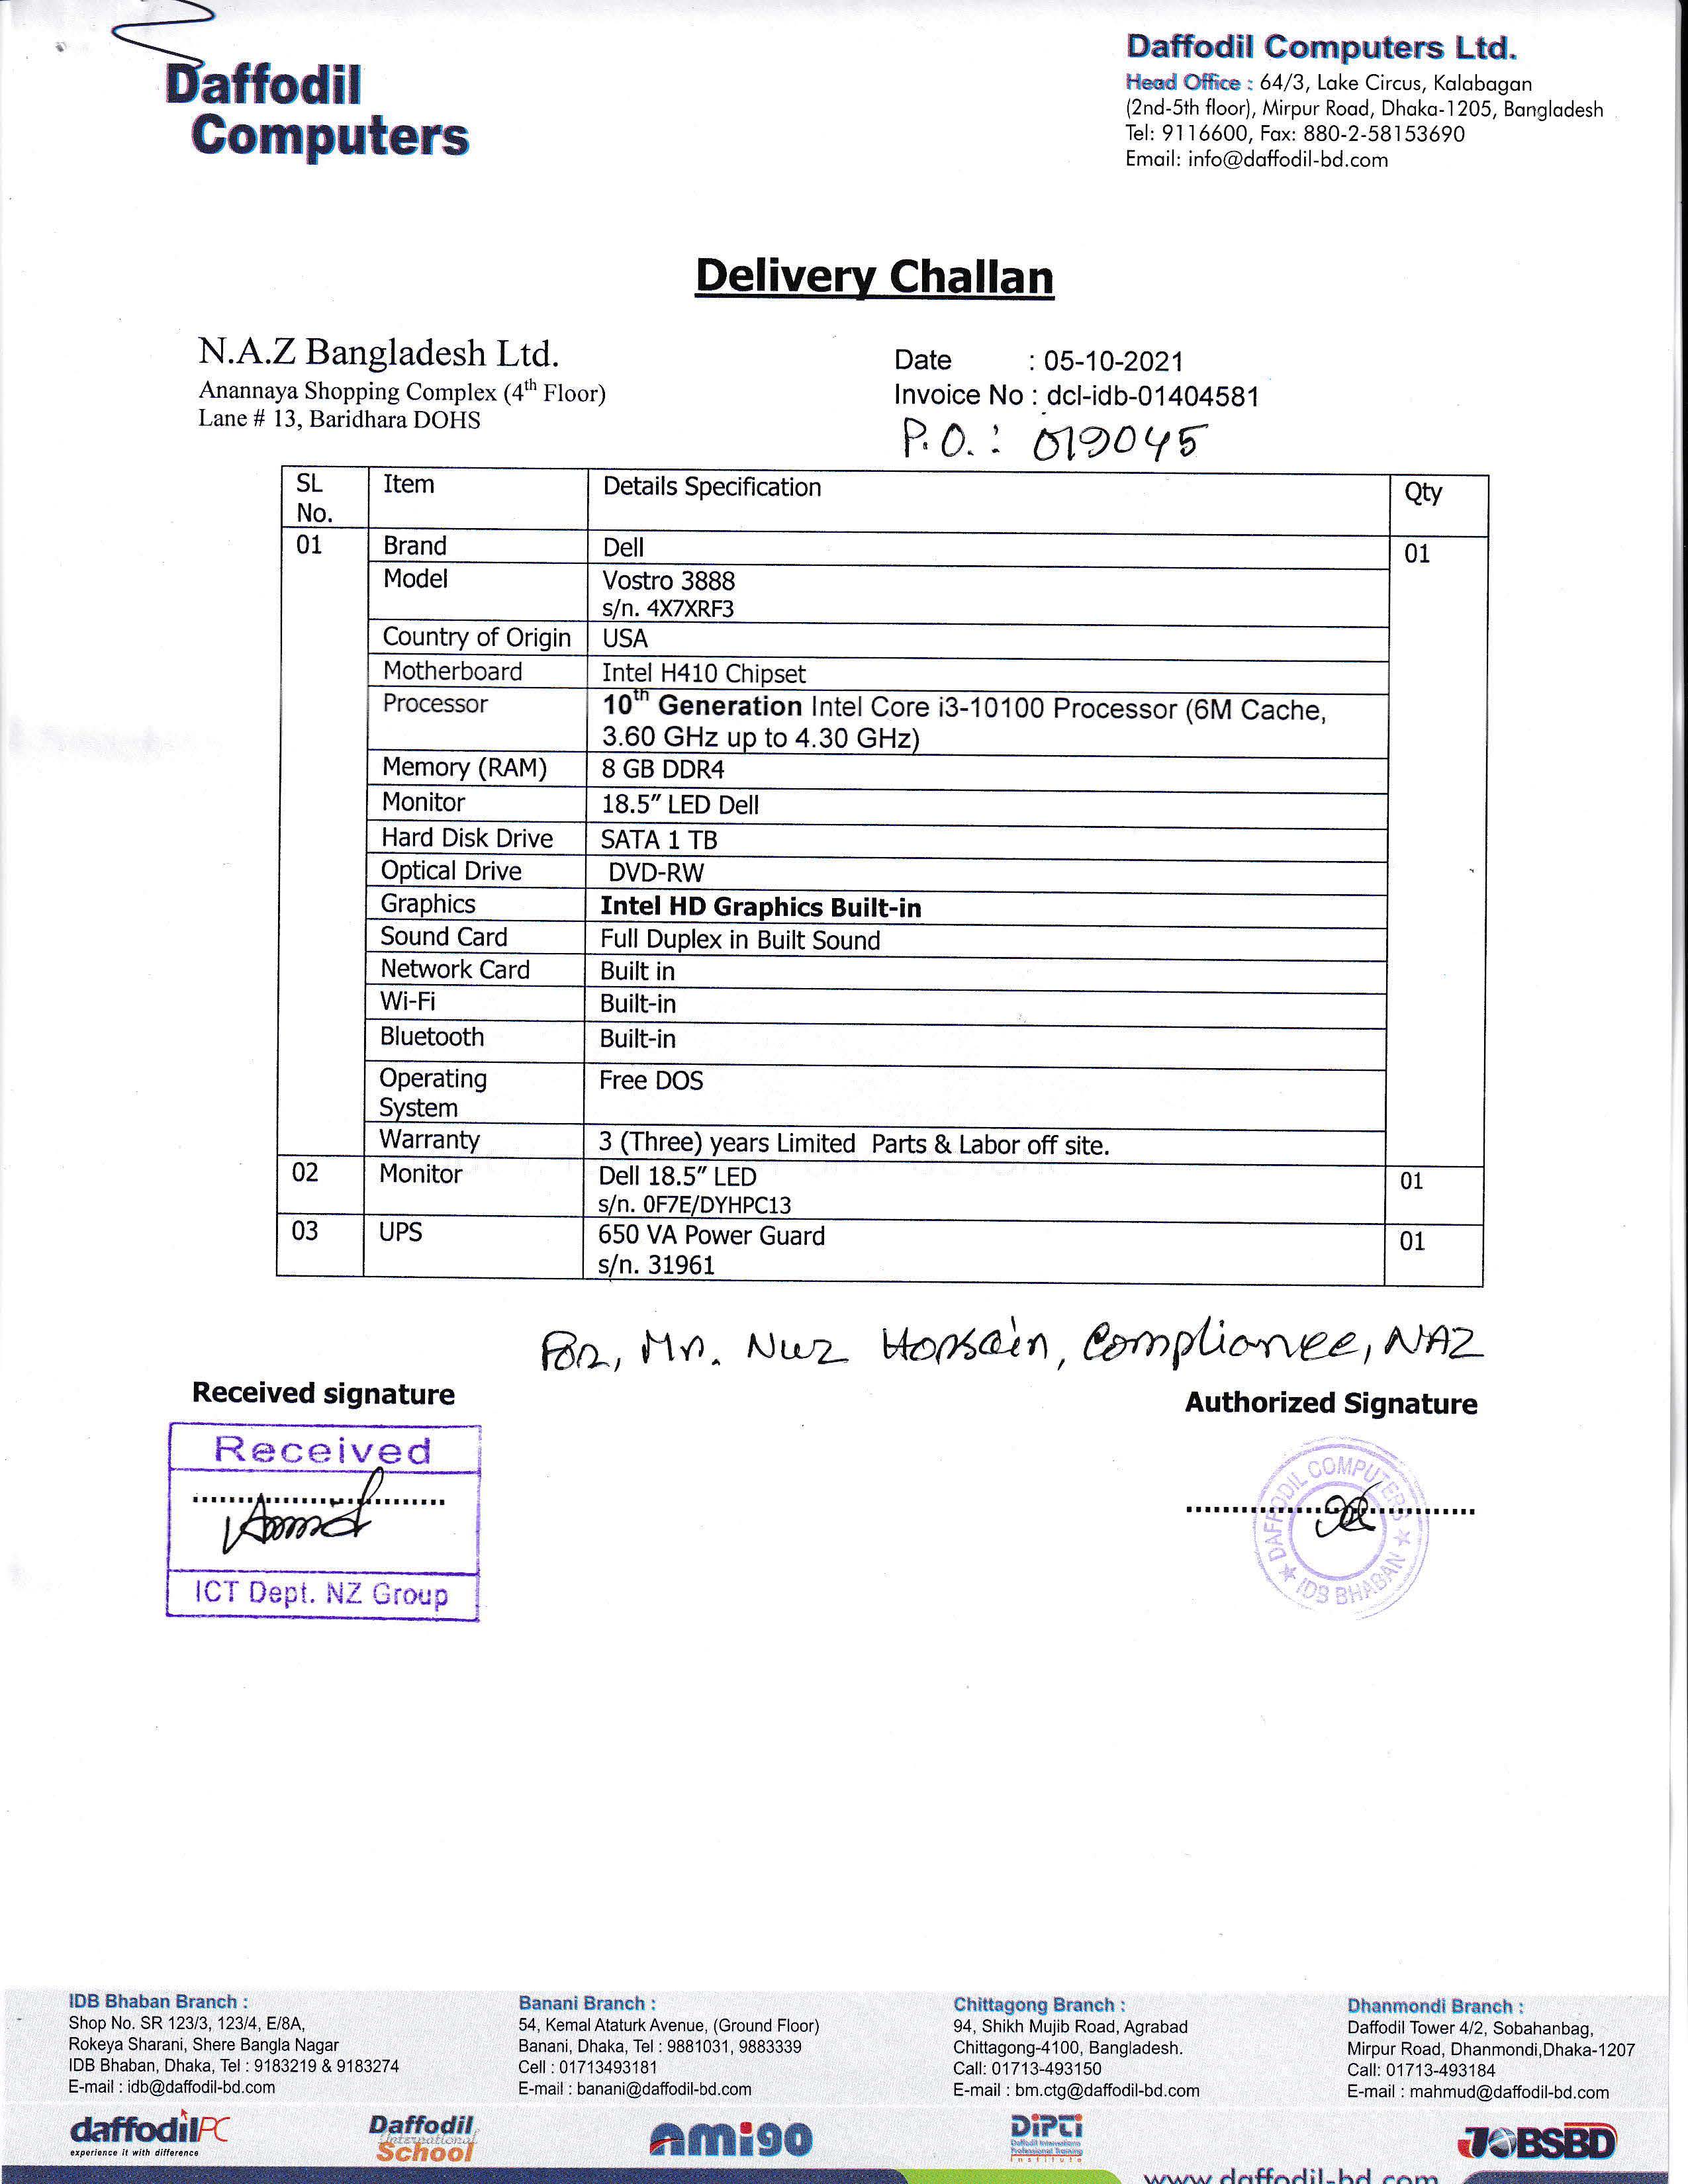 Daffodil
Computers
Daffodil Computers Ltd.
Head Office : 64/3, Lake Circus, Kalabagan
(2nd-5th floor), Mirpur Road, Dhaka-1205, Bangladesh
Tel: 9116600, Fax: 880-2-58153690
Email: info@daffodil-bd.com
Delivery Challan
N.A.Z Bangladesh Ltd.
Anannaya Shopping Complex (4th Floor)
Lane # 13, Baridhara DOHS
Date : 05-10-2021
Invoice No : dcl-idb-01404581
P.O. : 019045
SL No. Item Details Specification Qty
01 Brand Dell 01
Model Vostro 3888
s/n. 4X7XRF3
Country of Origin USA
Motherboard Intel H410 Chipset
Processor 10th Generation Intel Core i3-10100 Processor (6M Cache,
3.60 GHz up to 4.30 GHz)
Memory (RAM) 8 GB DDR4
Monitor 18.5” LED Dell
Hard Disk Drive SATA 1 TB
Optical Drive DVD-RW
Graphics Intel HD Graphics Built-in
Sound Card Full Duplex in Built Sound
Network Card Built in
Wi-Fi Built-in
Bluetooth Built-in
Operating System Free DOS
Warranty 3 (Three) years Limited Parts & Labor off site.
02 Monitor Dell 18.5” LED 01
s/n. 0F7E/DYHPC13
03 UPS 650 VA Power Guard 01
s/n. 31961
For, Mr. Nur Hossain, Compliance, NAZ
Received signature
Authorized Signature
Received
ICT Dept. NZ Group
DAFFODIL COMPUTERS
IDB BHABAN
IDB Bhaban Branch :
Shop No. SR 123/3, 123/4, E/8A,
Rokeya Sharani, Shere Bangla Nagar
IDB Bhaban, Dhaka, Tel : 9183219 & 9183274
E-mail : idb@daffodil-bd.com
Banani Branch :
54, Kemal Ataturk Avenue, (Ground Floor)
Banani, Dhaka, Tel : 9881031, 9883339
Cell : 01713493181
E-mail : banani@daffodil-bd.com
Chittagong Branch :
94, Shikh Mujib Road, Agrabad
Chittagong-4100, Bangladesh.
Call: 01713-493150
E-mail : bm.ctg@daffodil-bd.com
Dhanmondi Branch :
Daffodil Tower 4/2, Sobahanbag,
Mirpur Road, Dhanmondi,Dhaka-1207
Call: 01713-493184
E-mail : mahmud@daffodil-bd.com
daffodilPC
experience it with difference
Daffodil
International
School
amigo
DiPTi
Daffodil International
Professional Training
Institute
JOBSBD
www.daffodil-bd.com